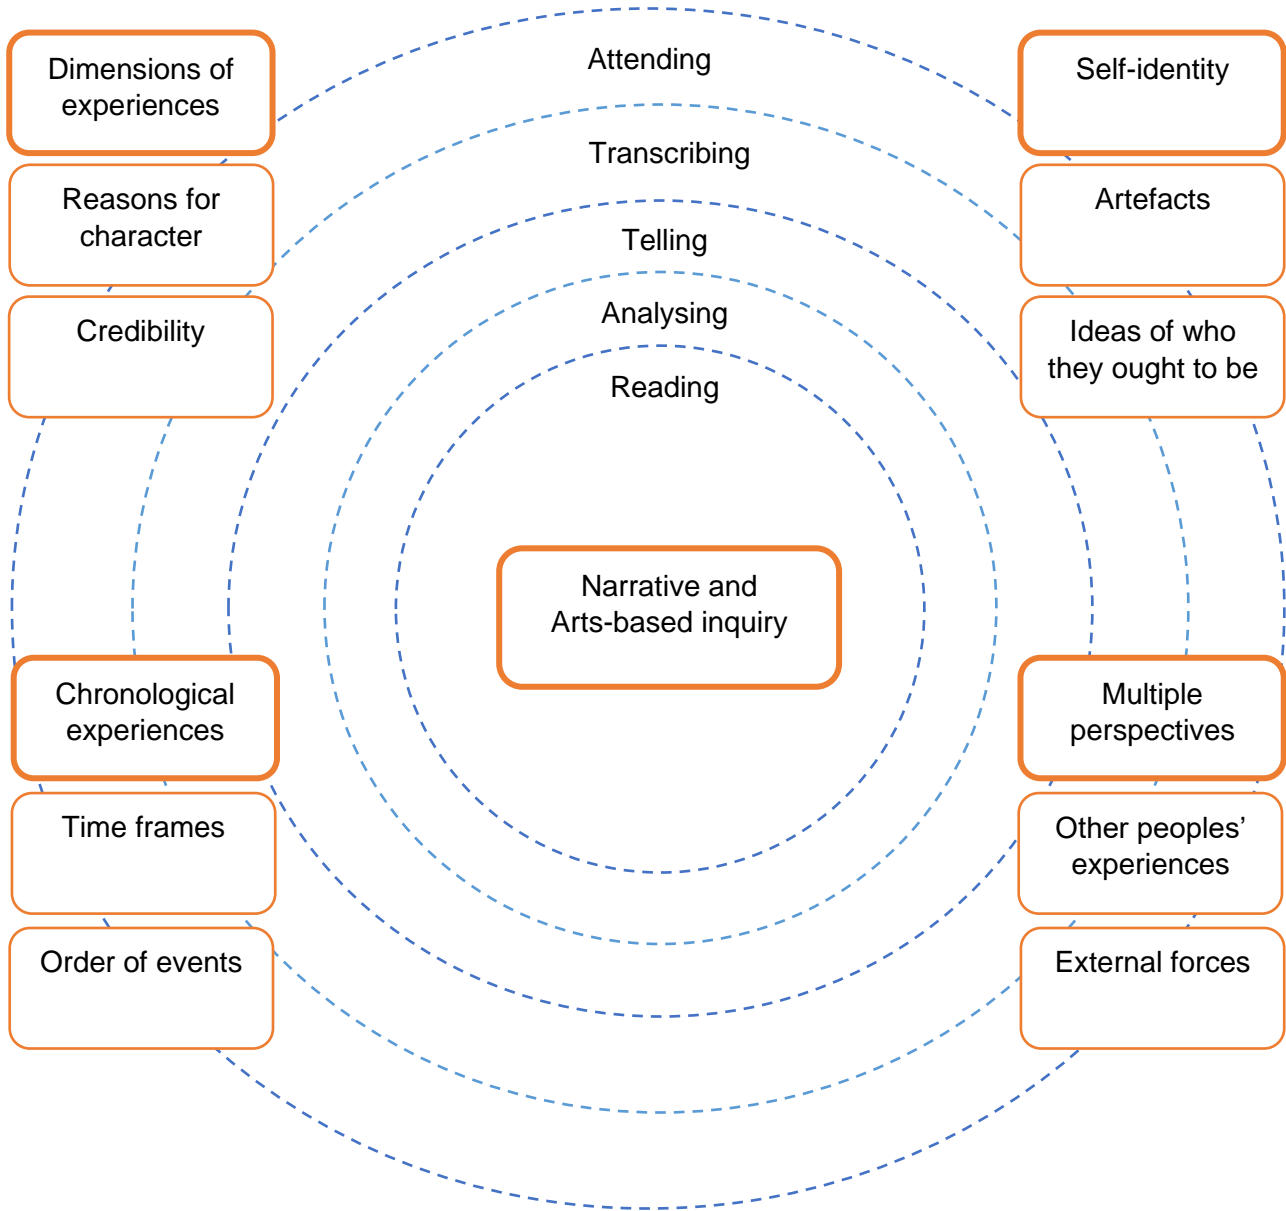 Dimensions of
experiences
Reasons for
character
Credibility
Attending
Transcribing
Telling
Analysing
Reading
Self-identity
Artefacts
Ideas of who
they ought to be
Narrative and
Arts-based inquiry
Chronological
experiences
Time frames
Order of events
Multiple
perspectives
Other peoples’
experiences
External forces